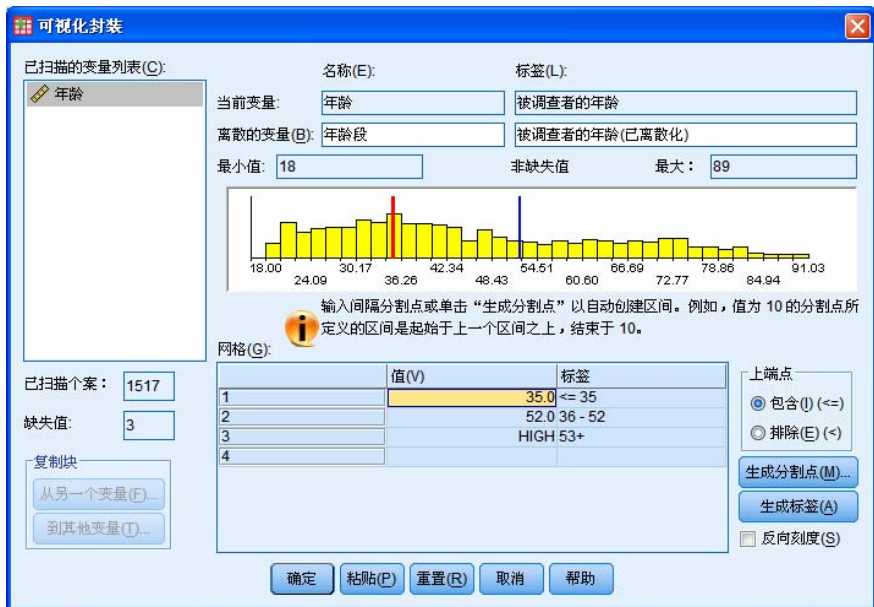 可视化封装
已扫描的变量列表(C):
年龄
名称(E): 标签(L):
当前变量: 年龄 被调查者的年龄
离散的变量(B): 年龄段 被调查者的年龄(已离散化)
最小值: 18 非缺失值 最大: 89
18.00 30.17 42.34 54.51 66.69 78.86 91.03
24.09 36.26 48.43 60.60 72.77 84.94
输入间隔分割点或单击“生成分割点”以自动创建区间。例如,值为 10 的分割点所
定义的区间是起始于上一个区间之上,结束于 10。
网格(G):
值(V) 标签
1 35.0 <= 35
2 52.0 36 - 52
3 HIGH 53+
4
已扫描个案: 1517
缺失值: 3
复制块
从另一个变量(F)...
到其他变量(T)...
上端点
包含(I) (<=)
排除(E) (<)
生成分割点(M)...
生成标签(A)
反向刻度(S)
确定 粘贴(P) 重置(R) 取消 帮助